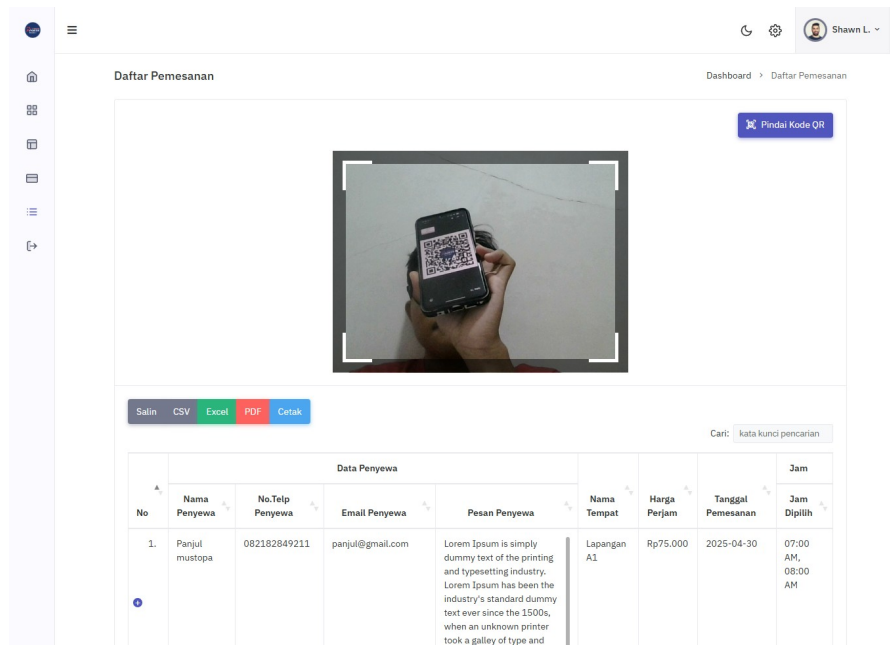 Shawn L.
Daftar Pemesanan
Dashboard > Daftar Pemesanan
Pindai Kode QR
Salin CSV Excel PDF Cetak
Cari: kata kunci pencarian
Data Penyewa
Jam
No
Nama
Penyewa
No.Telp
Penyewa
Email Penyewa
Pesan Penyewa
Nama
Tempat
Harga
Perjam
Tanggal
Pemesanan
Jam
Dipilih
1.
Panjul
mustopa
082182849211
panjul@gmail.com
Lorem Ipsum is simply
dummy text of the printing
and typesetting industry.
Lorem Ipsum has been the
industry's standard dummy
text ever since the 1500s,
when an unknown printer
took a galley of type and
Lapangan
A1
Rp75.000
2025-04-30
07:00
AM,
08:00
AM